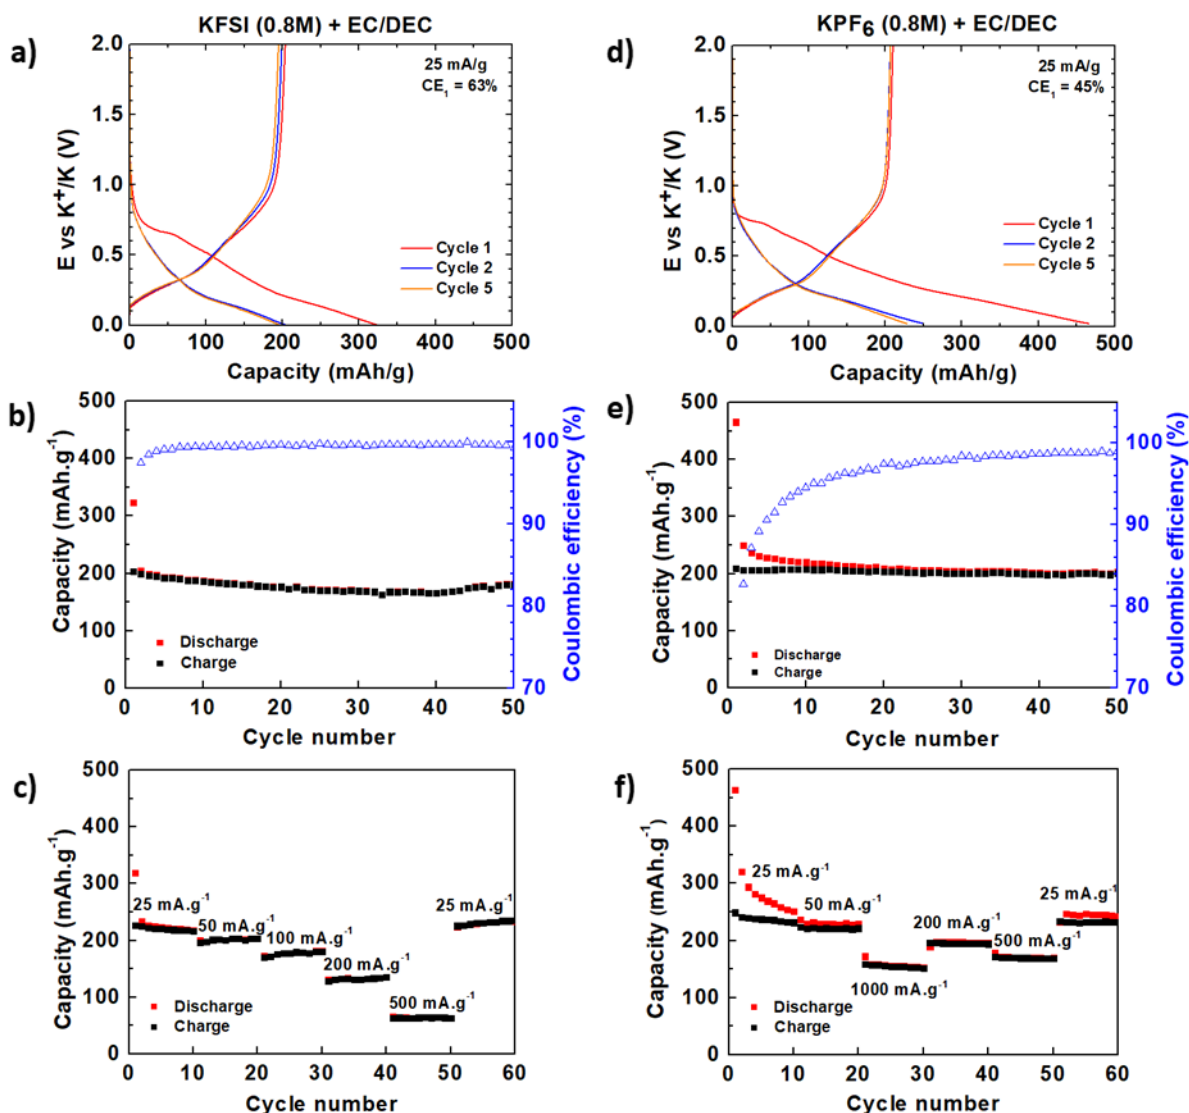 KFSI (0.8M) + EC/DEC
a)
2.0
1.5
1.0
0.5
0.0
E vs K⁺/K (V)
25 mA/g
CE₁ = 63%
Cycle 1
Cycle 2
Cycle 5
0 100 200 300 400 500
Capacity (mAh/g)
KPF₆ (0.8M) + EC/DEC
d)
2.0
1.5
1.0
0.5
0.0
E vs K⁺/K (V)
25 mA/g
CE₁ = 45%
Cycle 1
Cycle 2
Cycle 5
0 100 200 300 400 500
Capacity (mAh/g)
b)
500
400
300
200
100
0
Capacity (mAh.g⁻¹)
Discharge
Charge
100
90
80
70
Coulombic efficiency (%)
0 10 20 30 40 50
Cycle number
e)
500
400
300
200
100
0
Capacity (mAh.g⁻¹)
Discharge
Charge
100
90
80
70
Coulombic efficiency (%)
0 10 20 30 40 50
Cycle number
c)
500
400
300
200
100
0
Capacity (mAh.g⁻¹)
25 mA.g⁻¹
50 mA.g⁻¹
100 mA.g⁻¹
200 mA.g⁻¹
500 mA.g⁻¹
25 mA.g⁻¹
Discharge
Charge
0 10 20 30 40 50 60
Cycle number
f)
500
400
300
200
100
0
Capacity (mAh.g⁻¹)
25 mA.g⁻¹
50 mA.g⁻¹
1000 mA.g⁻¹
200 mA.g⁻¹
500 mA.g⁻¹
25 mA.g⁻¹
Discharge
Charge
0 10 20 30 40 50 60
Cycle number